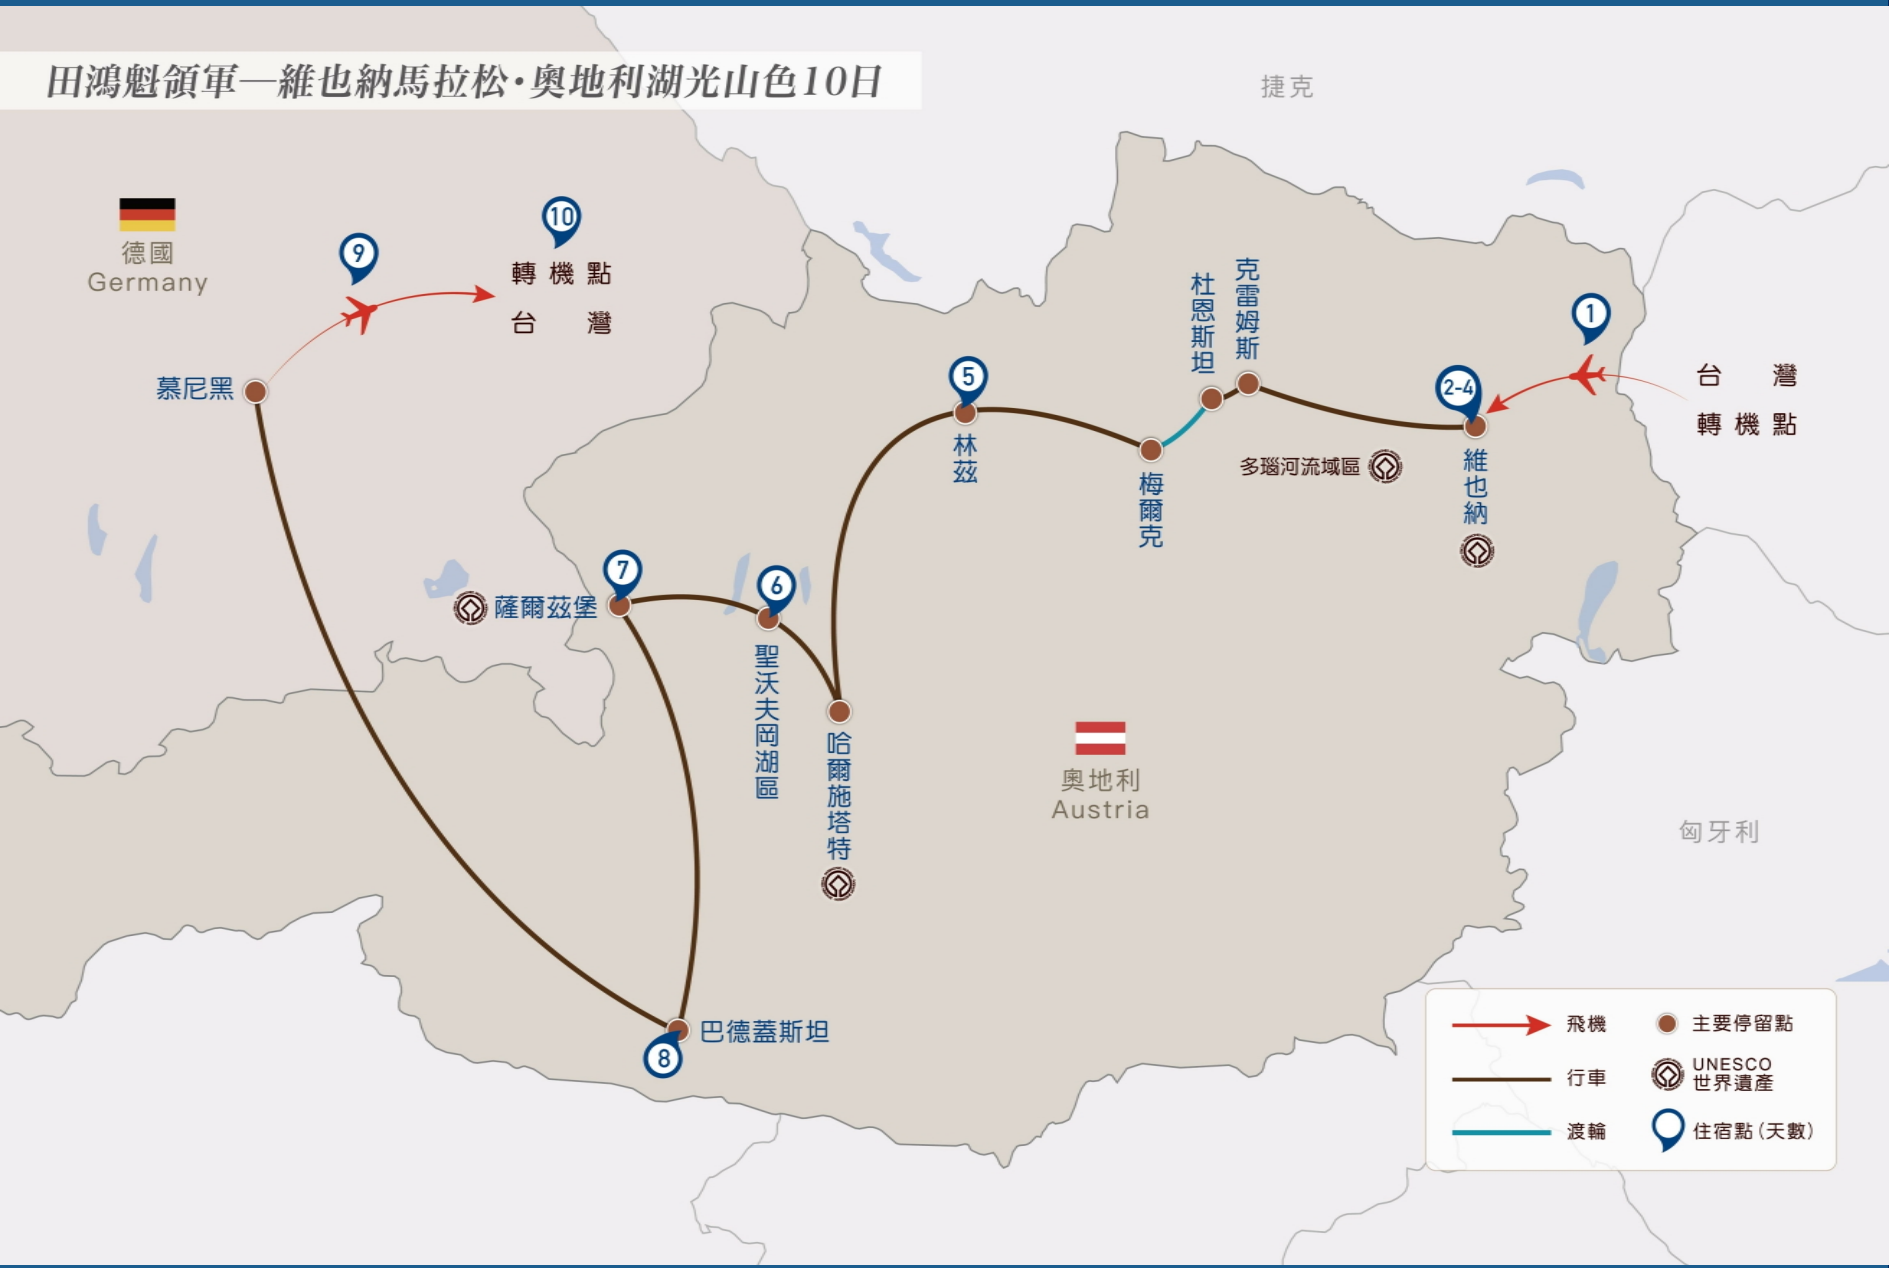 田鴻魁領軍—維也納馬拉松·奧地利湖光山色10日
捷克
德國
Germany
9
10
轉機點
台灣
慕尼黑
杜恩斯坦
克雷姆斯
1
台灣
轉機點
2-4
維也納
多瑙河流域區
5
林茲
梅爾克
7
薩爾茲堡
6
聖沃夫岡湖區
哈爾施塔特
奧地利
Austria
匈牙利
8
巴德蓋斯坦
飛機
主要停留點
行車
UNESCO
世界遺產
渡輪
住宿點(天數)